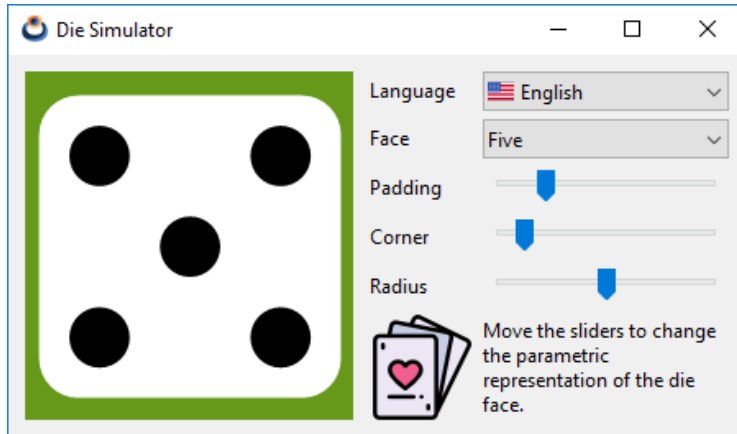 Die Simulator
Language
English
Face
Five
Padding
Corner
Radius
Move the sliders to change
the parametric
representation of the die
face.